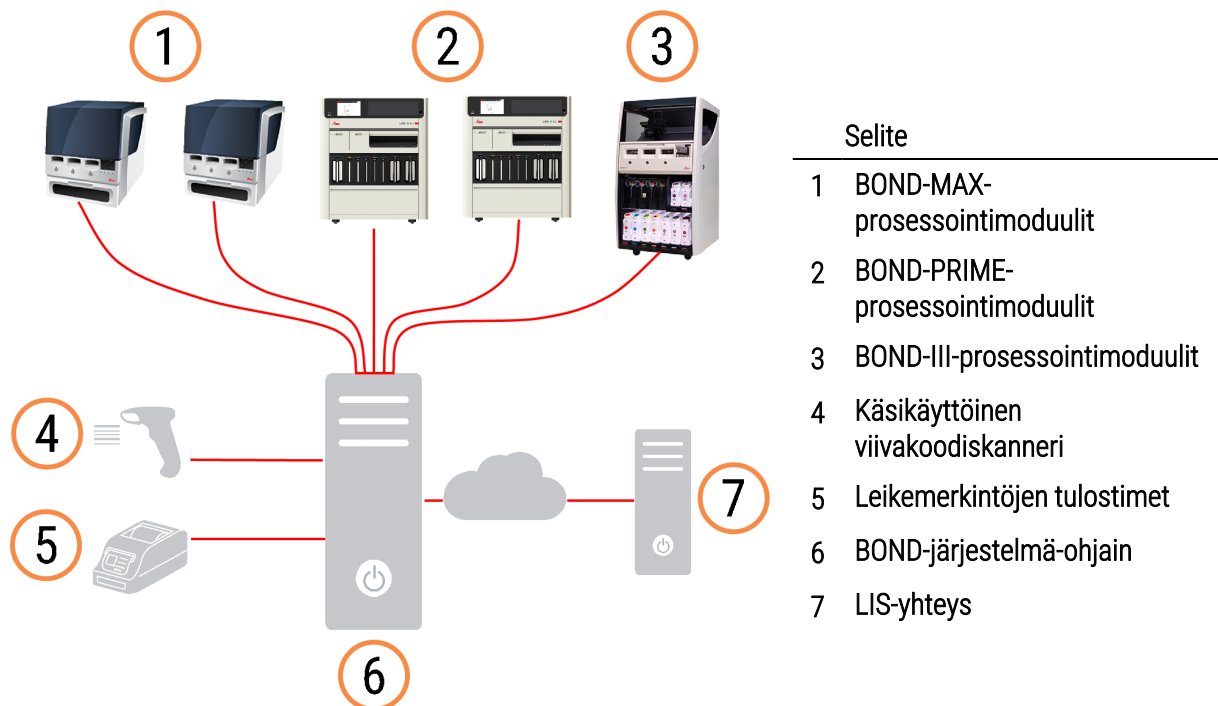 1
2
3
Selite
1 BOND-MAX-
prosessointimoduulit
2 BOND-PRIME-
prosessointimoduulit
3 BOND-III-prosessointimoduulit
4 Käsikäyttöinen
viivakoodiskanneri
5 Leikemerkintöjen tulostimet
6 BOND-järjestelmä-ohjain
7 LIS-yhteys
4
5
7
6